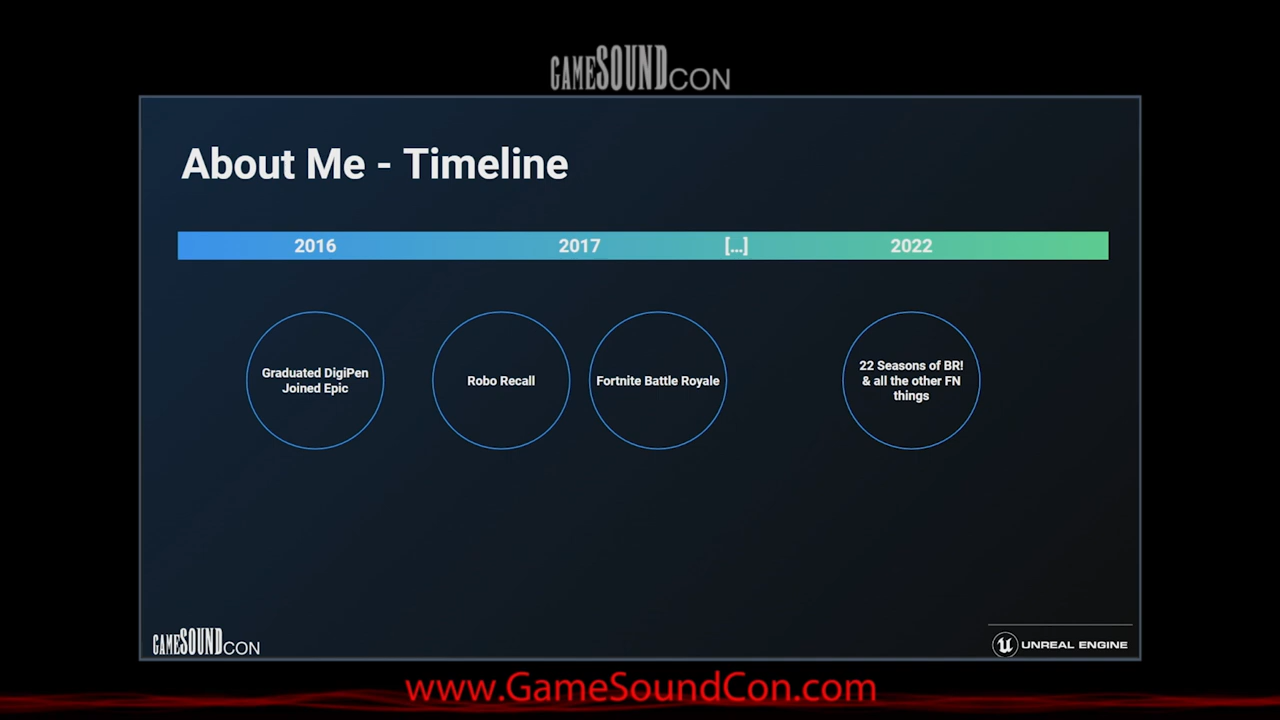 GAMESOUNDCON
About Me - Timeline
2016 2017 [...] 2022
Graduated DigiPen
Joined Epic
Robo Recall
Fortnite Battle Royale
22 Seasons of BR!
& all the other FN
things
GAMESOUNDCON
UNREAL ENGINE
www.GameSoundCon.com